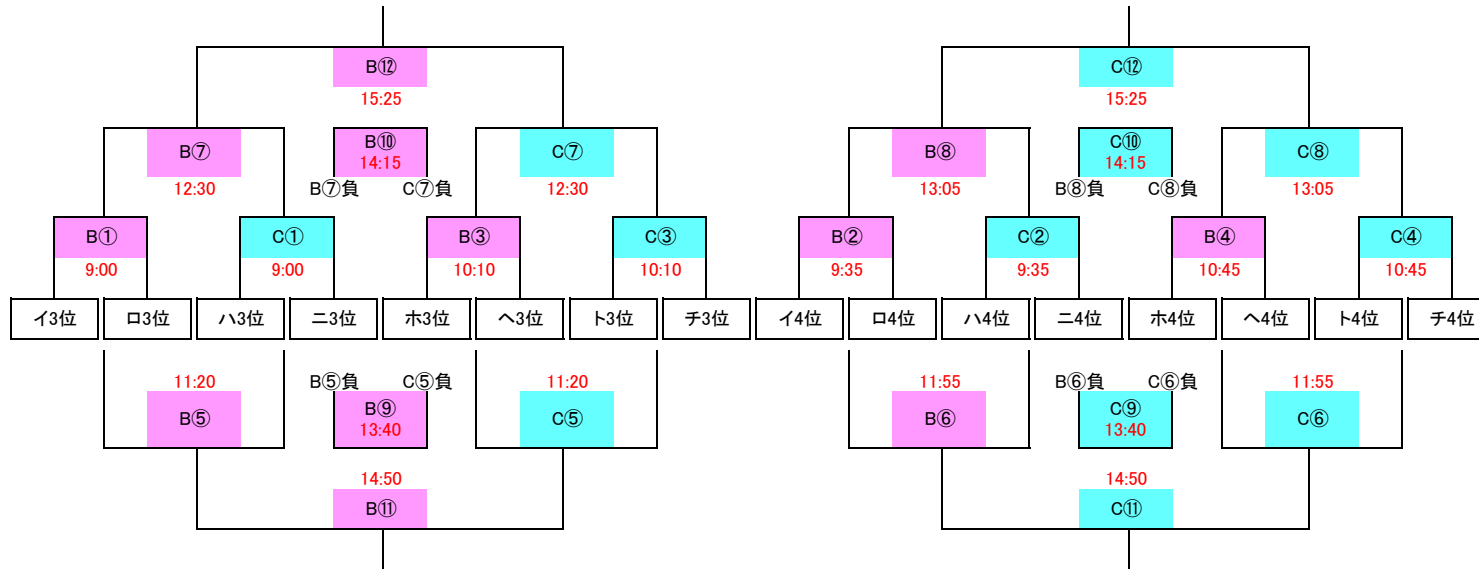 B⑫ C⑫
15:25 15:25
B⑦ B⑩ C⑦ B⑧ C⑩ C⑧
14:15 14:15
12:30 B⑦負 C⑦負 12:30 13:05 B⑧負 C⑧負 13:05
B① C① B③ C③ B② C② B④ C④
9:00 9:00 10:10 10:10 9:35 9:35 10:45 10:45
イ3位 ロ3位 ハ3位 ニ3位 ホ3位 ヘ3位 ト3位 チ3位 イ4位 ロ4位 ハ4位 ニ4位 ホ4位 ヘ4位 ト4位 チ4位
11:20 B⑤負 C⑤負 11:20 11:55 B⑥負 C⑥負 11:55
B⑤ B⑨ C⑤ B⑥ C⑨ C⑥
13:40 13:40
14:50 14:50
B⑪ C⑪